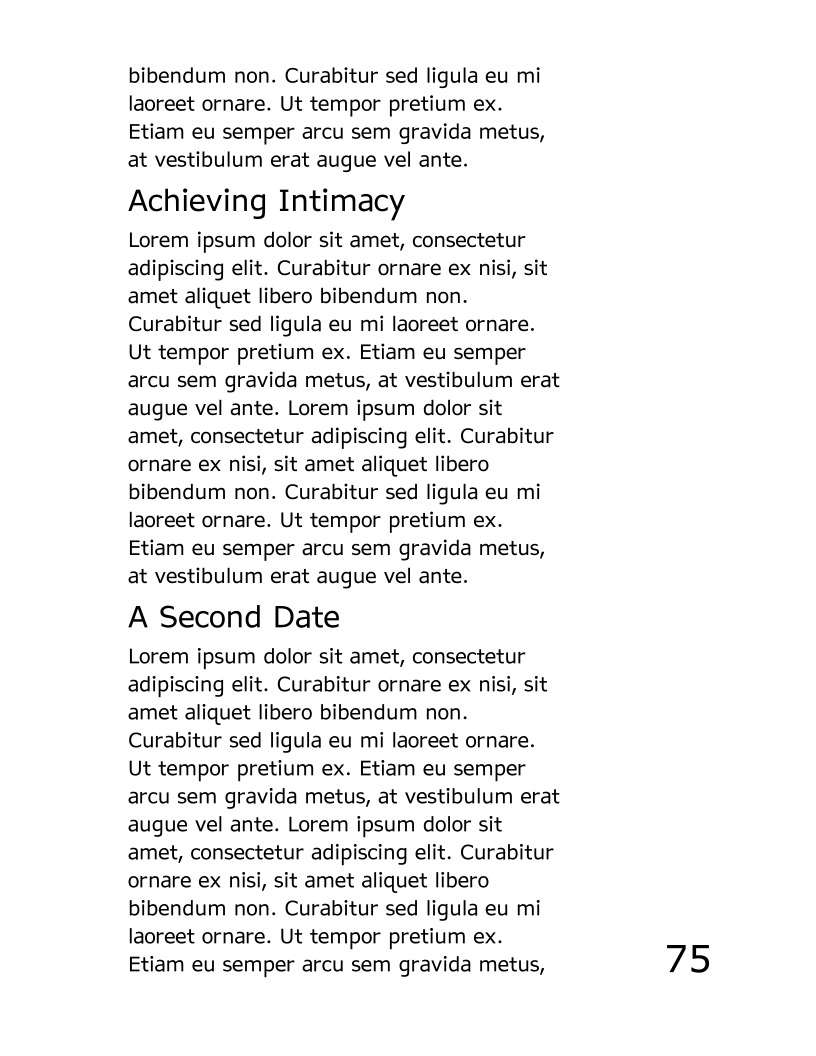 bibendum non. Curabitur sed ligula eu mi
laoreet ornare. Ut tempor pretium ex.
Etiam eu semper arcu sem gravida metus,
at vestibulum erat augue vel ante.
Achieving Intimacy
Lorem ipsum dolor sit amet, consectetur
adipiscing elit. Curabitur ornare ex nisi, sit
amet aliquet libero bibendum non.
Curabitur sed ligula eu mi laoreet ornare.
Ut tempor pretium ex. Etiam eu semper
arcu sem gravida metus, at vestibulum erat
augue vel ante. Lorem ipsum dolor sit
amet, consectetur adipiscing elit. Curabitur
ornare ex nisi, sit amet aliquet libero
bibendum non. Curabitur sed ligula eu mi
laoreet ornare. Ut tempor pretium ex.
Etiam eu semper arcu sem gravida metus,
at vestibulum erat augue vel ante.
A Second Date
Lorem ipsum dolor sit amet, consectetur
adipiscing elit. Curabitur ornare ex nisi, sit
amet aliquet libero bibendum non.
Curabitur sed ligula eu mi laoreet ornare.
Ut tempor pretium ex. Etiam eu semper
arcu sem gravida metus, at vestibulum erat
augue vel ante. Lorem ipsum dolor sit
amet, consectetur adipiscing elit. Curabitur
ornare ex nisi, sit amet aliquet libero
bibendum non. Curabitur sed ligula eu mi
laoreet ornare. Ut tempor pretium ex.
Etiam eu semper arcu sem gravida metus,
75